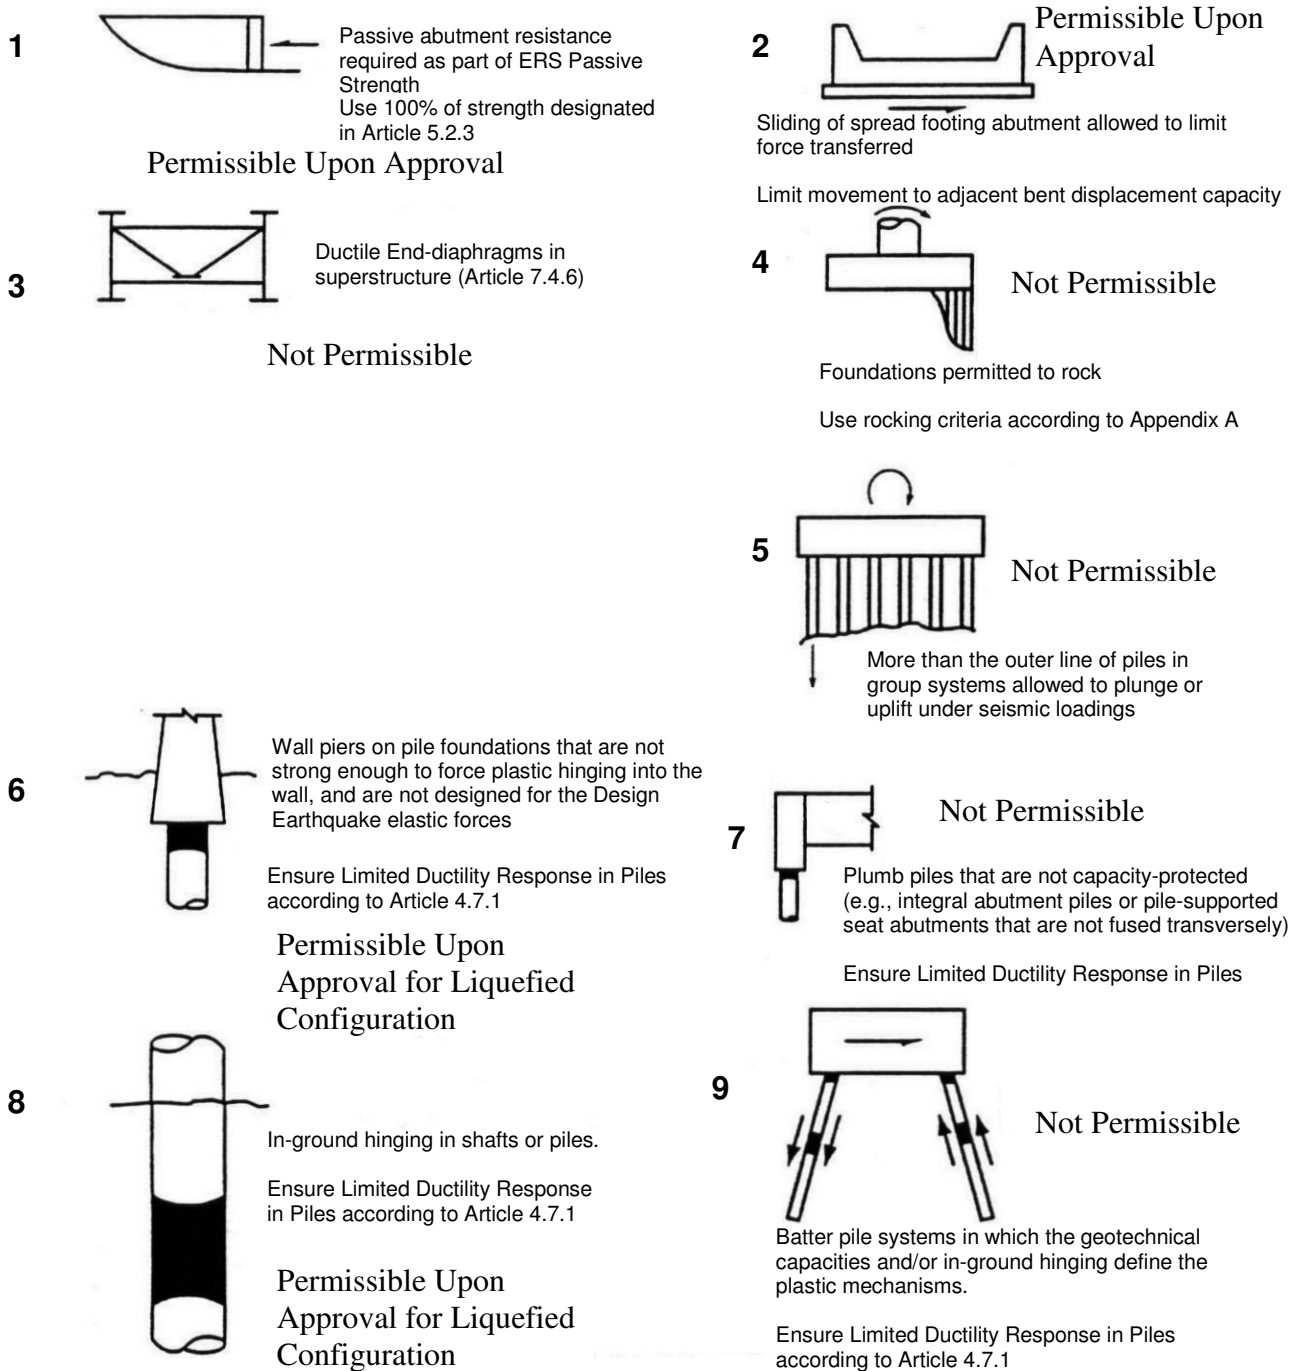 1
Passive abutment resistance
required as part of ERS Passive
Strength
Use 100% of strength designated
in Article 5.2.3
Permissible Upon Approval
2
Permissible Upon
Approval
Sliding of spread footing abutment allowed to limit
force transferred
Limit movement to adjacent bent displacement capacity
3
Ductile End-diaphragms in
superstructure (Article 7.4.6)
Not Permissible
4
Not Permissible
Foundations permitted to rock
Use rocking criteria according to Appendix A
5
Not Permissible
More than the outer line of piles in
group systems allowed to plunge or
uplift under seismic loadings
6
Wall piers on pile foundations that are not
strong enough to force plastic hinging into the
wall, and are not designed for the Design
Earthquake elastic forces
Ensure Limited Ductility Response in Piles
according to Article 4.7.1
Permissible Upon
Approval for Liquefied
Configuration
7
Not Permissible
Plumb piles that are not capacity-protected
(e.g., integral abutment piles or pile-supported
seat abutments that are not fused transversely)
Ensure Limited Ductility Response in Piles
8
In-ground hinging in shafts or piles.
Ensure Limited Ductility Response
in Piles according to Article 4.7.1
Permissible Upon
Approval for Liquefied
Configuration
9
Not Permissible
Batter pile systems in which the geotechnical
capacities and/or in-ground hinging define the
plastic mechanisms.
Ensure Limited Ductility Response in Piles
according to Article 4.7.1